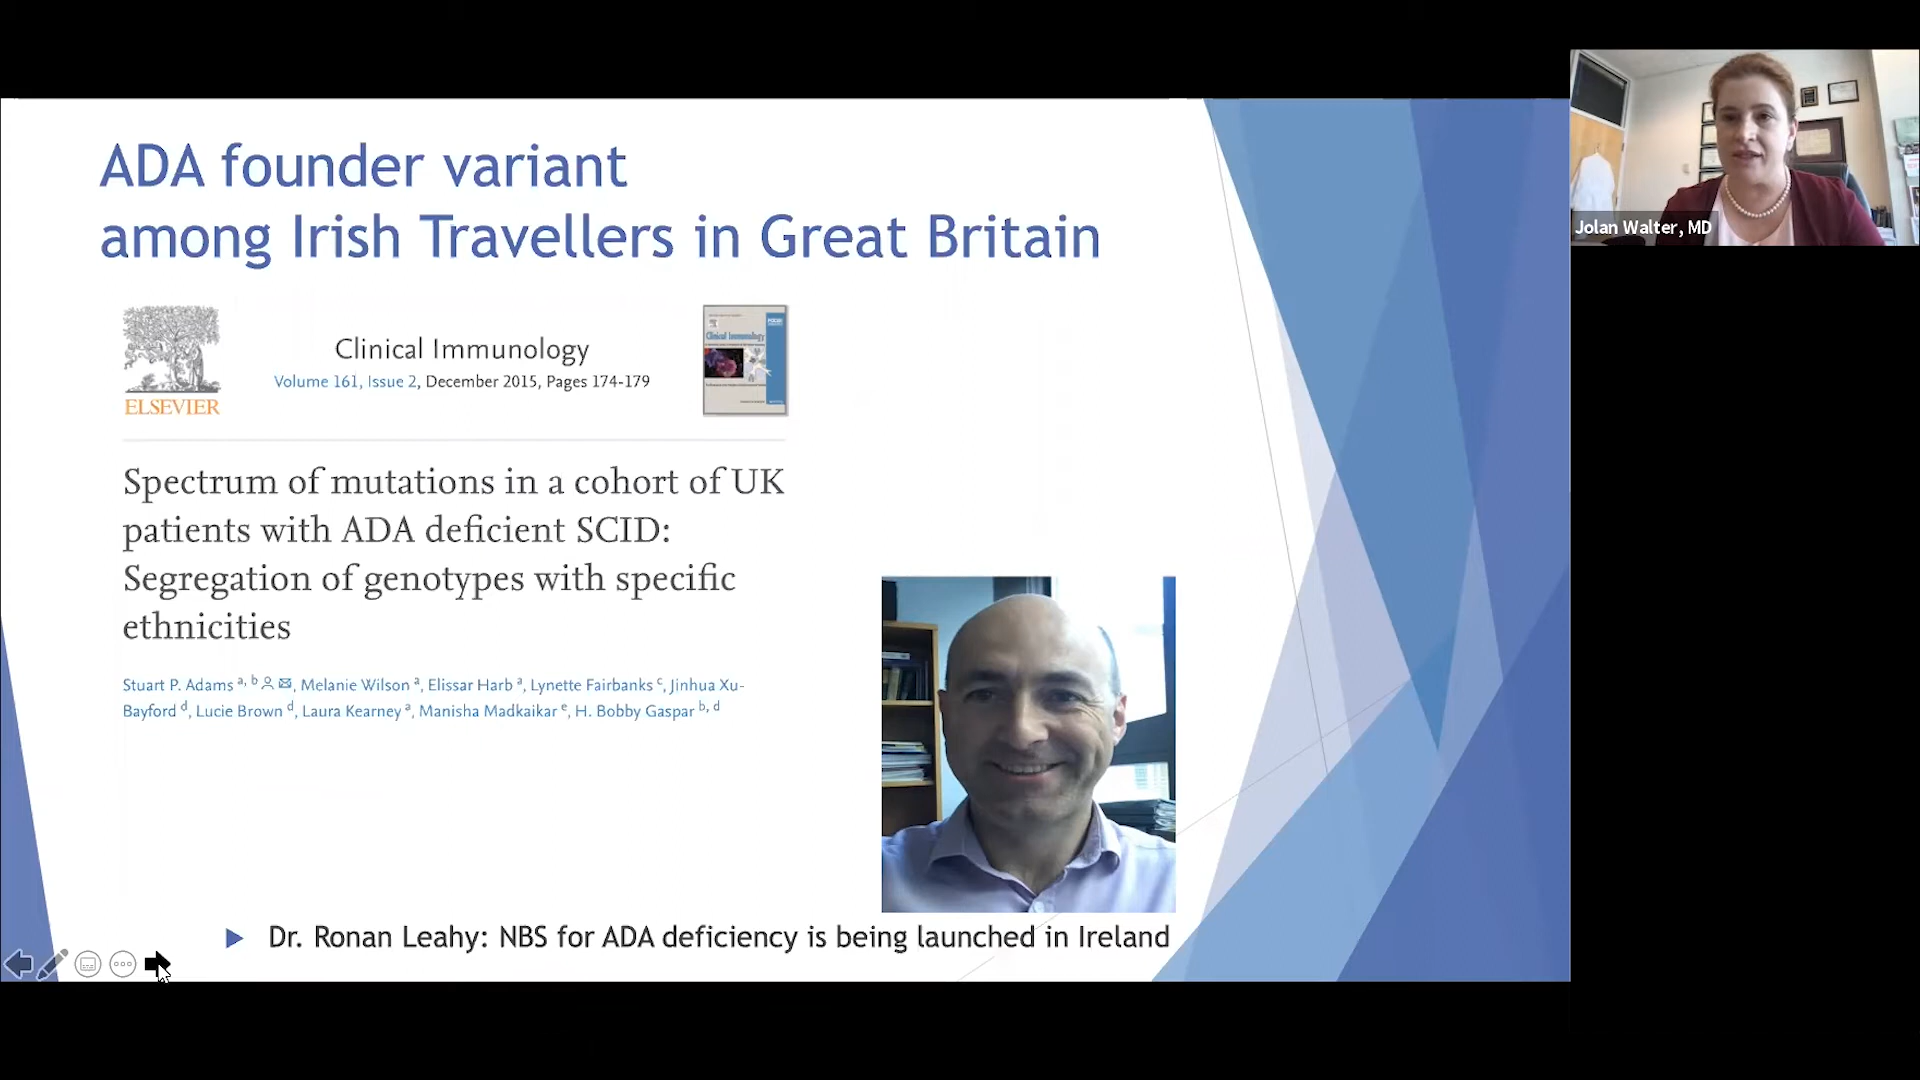 ADA founder variant
among Irish Travellers in Great Britain
ELSEVIER
Clinical Immunology
Volume 161, Issue 2, December 2015, Pages 174-179
Clinical Immunology
Spectrum of mutations in a cohort of UK
patients with ADA deficient SCID:
Segregation of genotypes with specific
ethnicities
Stuart P. Adams a, b, Melanie Wilson a, Elissar Harb a, Lynette Fairbanks c, Jinhua Xu-
Bayford d, Lucie Brown d, Laura Kearney a, Manisha Madkaikar e, H. Bobby Gaspar b, d
Dr. Ronan Leahy: NBS for ADA deficiency is being launched in Ireland
Jolan Walter, MD